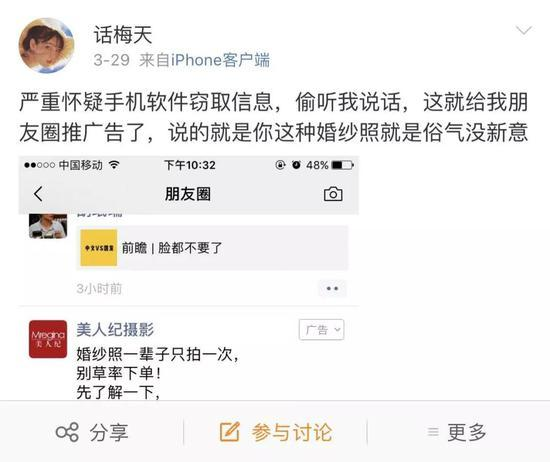 话梅天
3-29 来自iPhone客户端
严重怀疑手机软件窃取信息，偷听我说话，这就给我朋
友圈推广告了，说的就是你这种婚纱照就是俗气没新意
中国移动 下午10:32 48%
朋友圈
中文VS国发
前瞻 | 脸都不要了
3小时前
Mregina
美人纪
美人纪摄影
广告
婚纱照一辈子只拍一次，
别草率下单！
先了解一下，
分享 参与讨论 更多